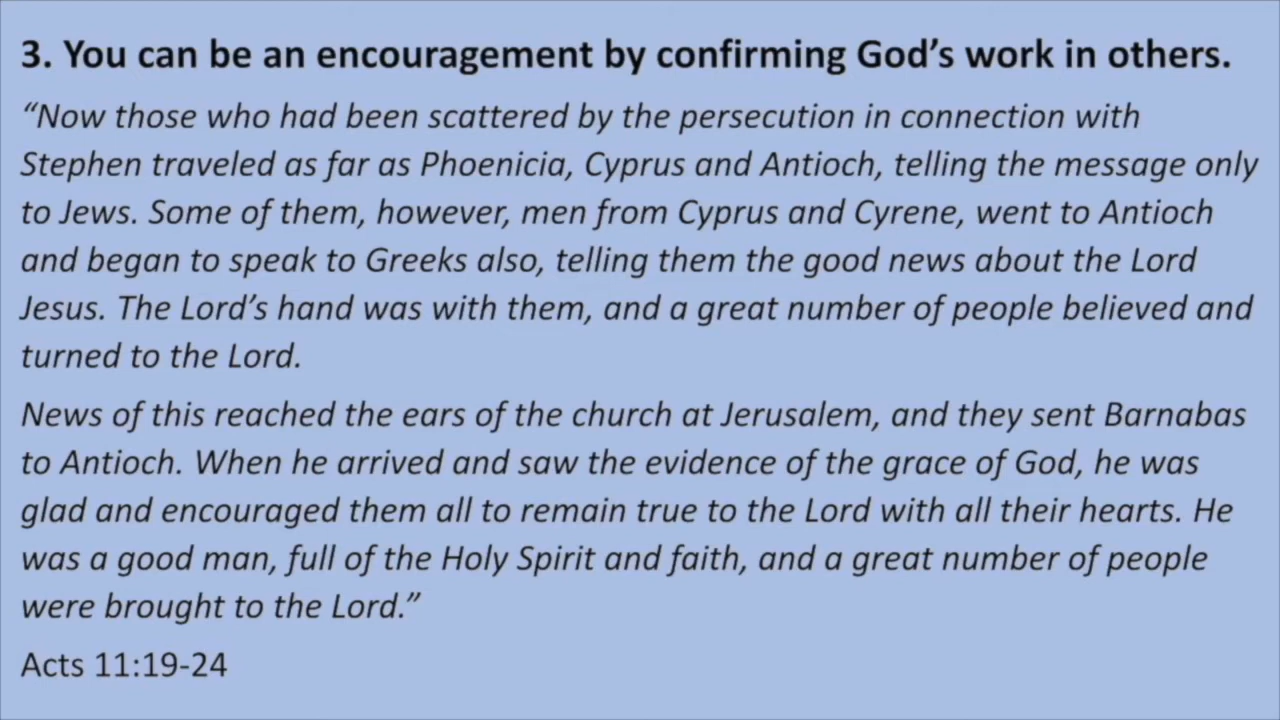 3. You can be an encouragement by confirming God’s work in others.
“Now those who had been scattered by the persecution in connection with
Stephen traveled as far as Phoenicia, Cyprus and Antioch, telling the message only
to Jews. Some of them, however, men from Cyprus and Cyrene, went to Antioch
and began to speak to Greeks also, telling them the good news about the Lord
Jesus. The Lord’s hand was with them, and a great number of people believed and
turned to the Lord.
News of this reached the ears of the church at Jerusalem, and they sent Barnabas
to Antioch. When he arrived and saw the evidence of the grace of God, he was
glad and encouraged them all to remain true to the Lord with all their hearts. He
was a good man, full of the Holy Spirit and faith, and a great number of people
were brought to the Lord.”
Acts 11:19-24